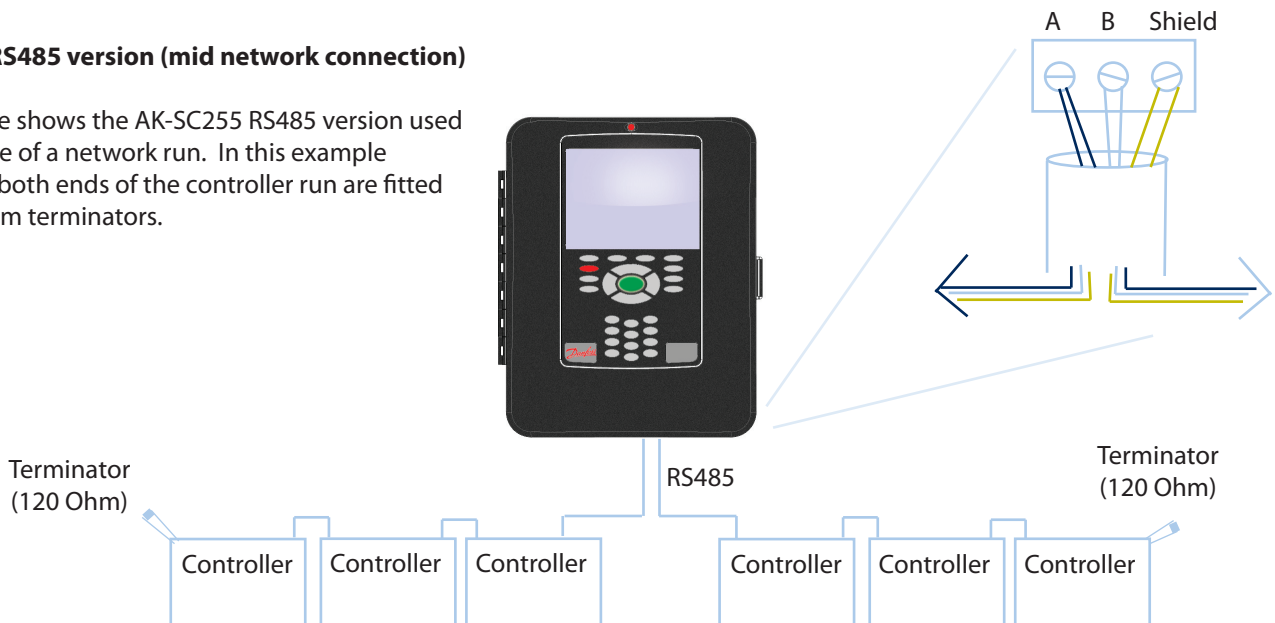 RS485 version (mid network connection)
e shows the AK-SC255 RS485 version used
e of a network run. In this example
both ends of the controller run are fitted
m terminators.
A B Shield
Danfoss
RS485
Terminator
(120 Ohm)
Terminator
(120 Ohm)
Controller Controller Controller Controller Controller Controller